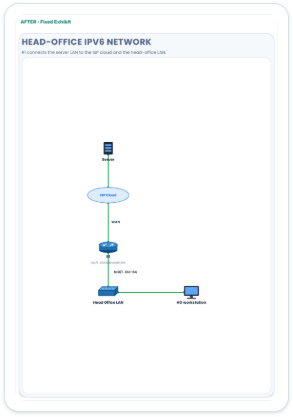 AFTER - Fixed Exhibit
HEAD-OFFICE IPV6 NETWORK
R1 connects the server LAN to the ISP cloud and the head-office LAN.
Server
ISP Cloud
WAN
Head Office LAN
HO workstation